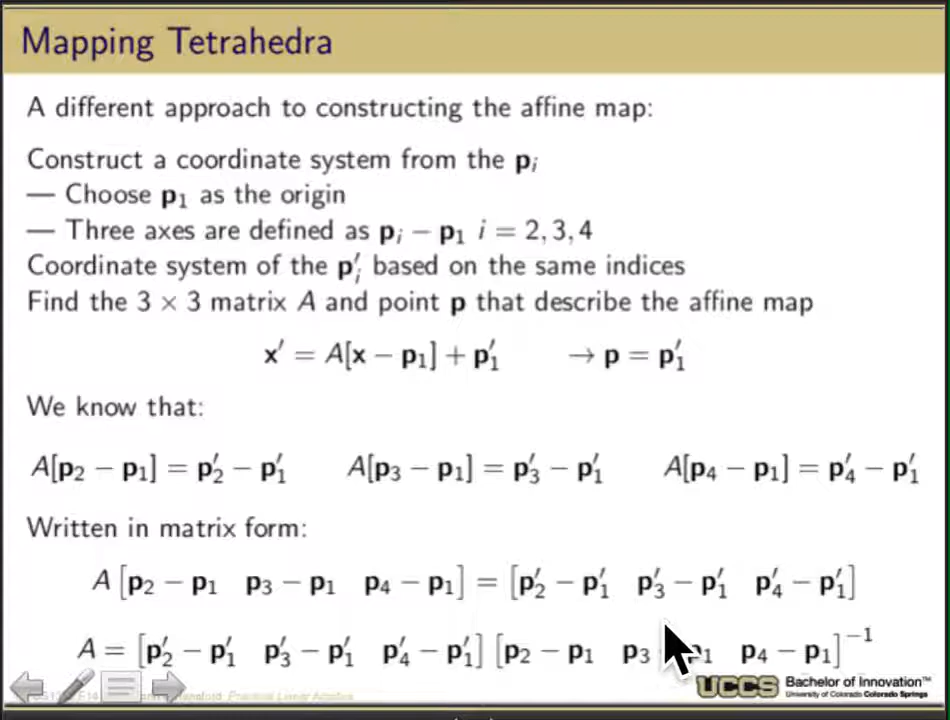 Mapping Tetrahedra
A different approach to constructing the affine map:
Construct a coordinate system from the pᵢ
— Choose p₁ as the origin
— Three axes are defined as pᵢ − p₁ i = 2, 3, 4
Coordinate system of the p′ᵢ based on the same indices
Find the 3 × 3 matrix A and point p that describe the affine map
x′ = A[x − p₁] + p′₁ → p = p′₁
We know that:
A[p₂ − p₁] = p′₂ − p′₁ A[p₃ − p₁] = p′₃ − p′₁ A[p₄ − p₁] = p′₄ − p′₁
Written in matrix form:
A [p₂ − p₁ p₃ − p₁ p₄ − p₁] = [p′₂ − p′₁ p′₃ − p′₁ p′₄ − p′₁]
A = [p′₂ − p′₁ p′₃ − p′₁ p′₄ − p′₁] [p₂ − p₁ p₃ p₁ p₄ − p₁]⁻¹
Practical Linear Algebra
UCCS Bachelor of Innovation™
University of Colorado Colorado Springs